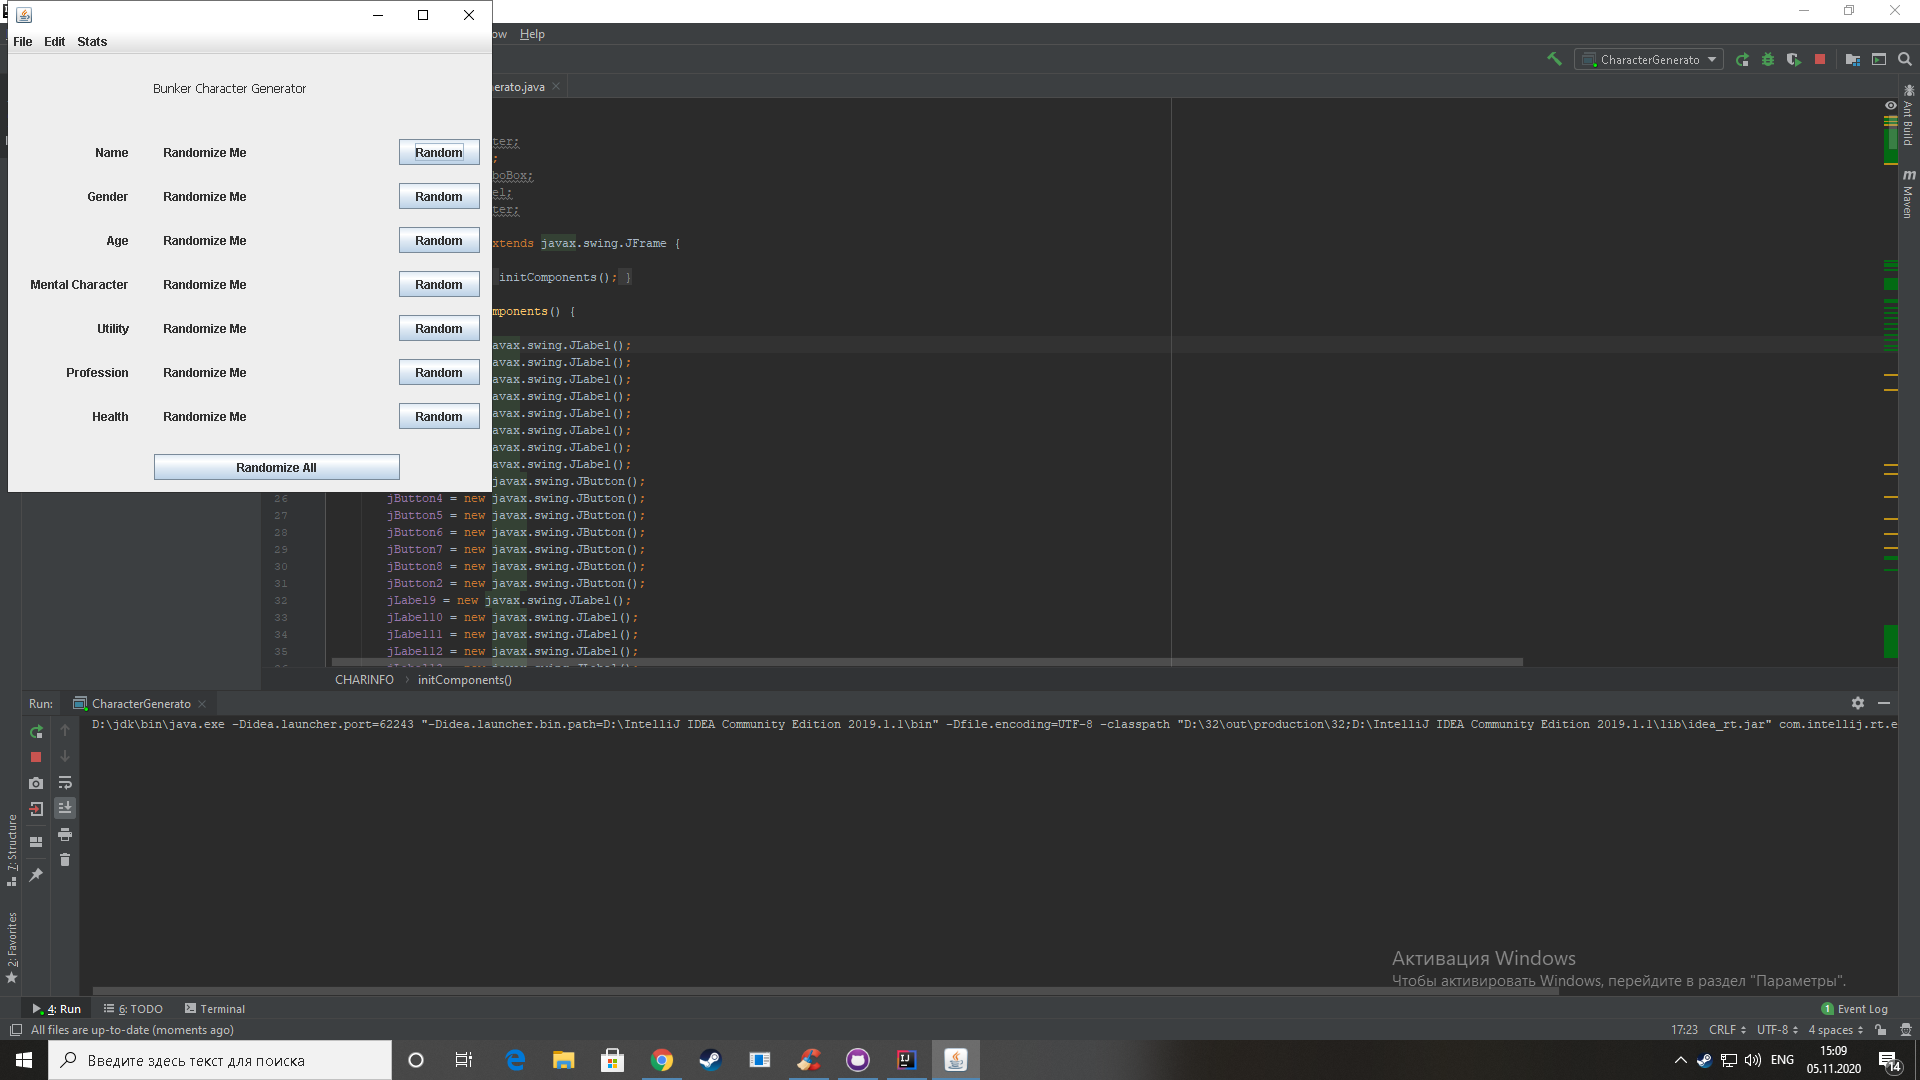 File Edit Stats
Bunker Character Generator
Name Randomize Me Random
Gender Randomize Me Random
Age Randomize Me Random
Mental Character Randomize Me Random
Utility Randomize Me Random
Profession Randomize Me Random
Health Randomize Me Random
Randomize All
ow Help
CharacterGenerato
erato.java
ter;
;
boBox;
el;
ter;
xtends javax.swing.JFrame {
initComponents(); }
mponents() {
avax.swing.JLabel();
avax.swing.JLabel();
avax.swing.JLabel();
avax.swing.JLabel();
avax.swing.JLabel();
avax.swing.JLabel();
avax.swing.JLabel();
avax.swing.JLabel();
javax.swing.JButton();
26 jButton4 = new javax.swing.JButton();
27 jButton5 = new javax.swing.JButton();
28 jButton6 = new javax.swing.JButton();
29 jButton7 = new javax.swing.JButton();
30 jButton8 = new javax.swing.JButton();
31 jButton2 = new javax.swing.JButton();
32 jLabel9 = new javax.swing.JLabel();
33 jLabel10 = new javax.swing.JLabel();
34 jLabel11 = new javax.swing.JLabel();
35 jLabel12 = new javax.swing.JLabel();
CHARINFO › initComponents()
Ant Build
Maven
Run: CharacterGenerato
D:\jdk\bin\java.exe -Didea.launcher.port=62243 "-Didea.launcher.bin.path=D:\IntelliJ IDEA Community Edition 2019.1.1\bin" -Dfile.encoding=UTF-8 -classpath "D:\32\out\production\32;D:\IntelliJ IDEA Community Edition 2019.1.1\lib\idea_rt.jar" com.intellij.rt.e
7: Structure
2: Favorites
Активация Windows
Чтобы активировать Windows, перейдите в раздел "Параметры".
4: Run 6: TODO Terminal
1 Event Log
All files are up-to-date (moments ago)
17:23 CRLF UTF-8 4 spaces
Введите здесь текст для поиска
ENG
15:09
05.11.2020
14